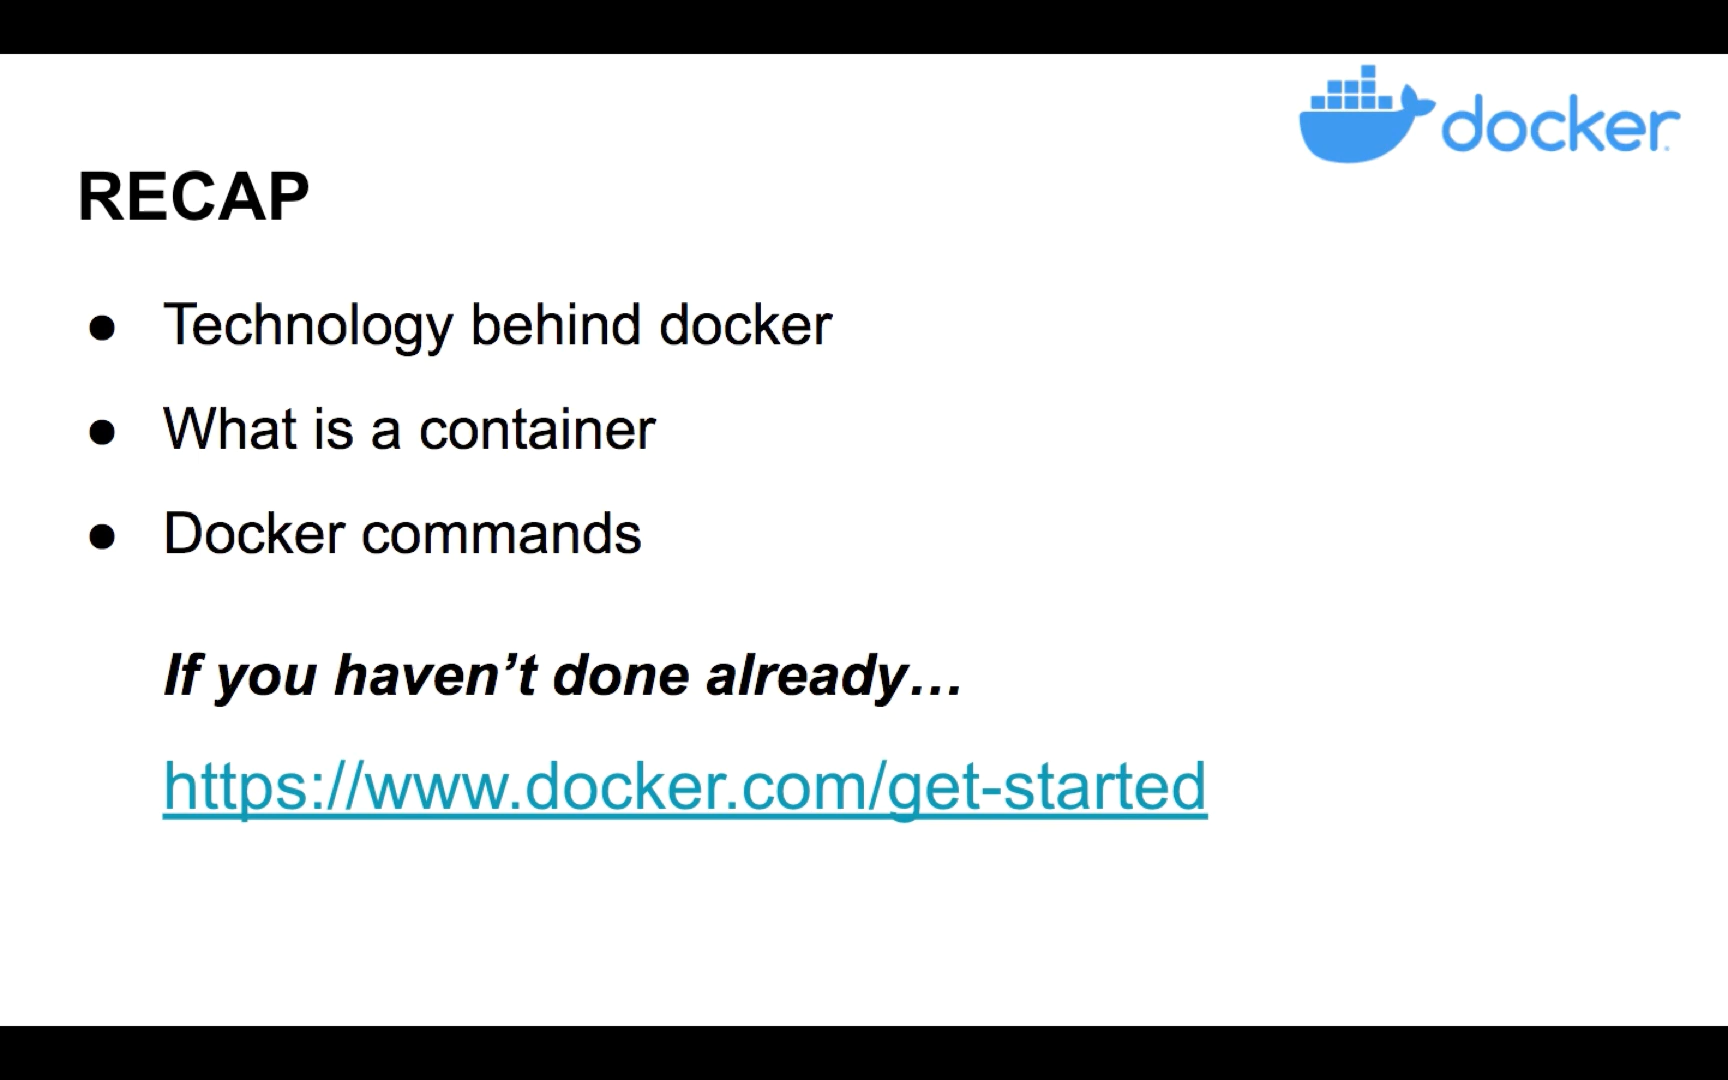 docker
RECAP
● Technology behind docker
● What is a container
● Docker commands
If you haven’t done already…
https://www.docker.com/get-started